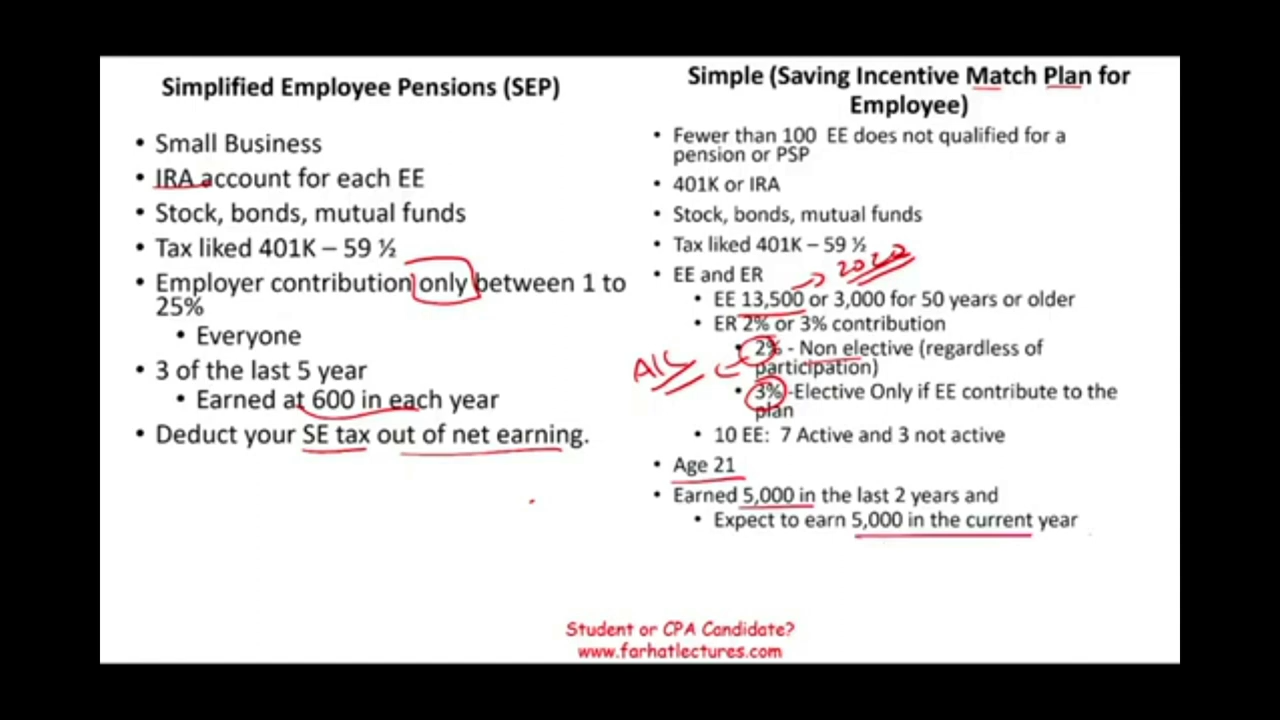 Simplified Employee Pensions (SEP)
• Small Business
• IRA account for each EE
• Stock, bonds, mutual funds
• Tax liked 401K – 59 ½
• Employer contribution only between 1 to
25%
• Everyone
• 3 of the last 5 year
• Earned at 600 in each year
• Deduct your SE tax out of net earning.
Simple (Saving Incentive Match Plan for
Employee)
• Fewer than 100 EE does not qualified for a
pension or PSP
• 401K or IRA
• Stock, bonds, mutual funds
• Tax liked 401K – 59 ½
• EE and ER
2020
• EE 13,500 or 3,000 for 50 years or older
• ER 2% or 3% contribution
• 2% - Non elective (regardless of
participation)
• 3% -Elective Only if EE contribute to the
plan
• 10 EE: 7 Active and 3 not active
• Age 21
• Earned 5,000 in the last 2 years and
• Expect to earn 5,000 in the current year
Student or CPA Candidate?
www.farhatlectures.com